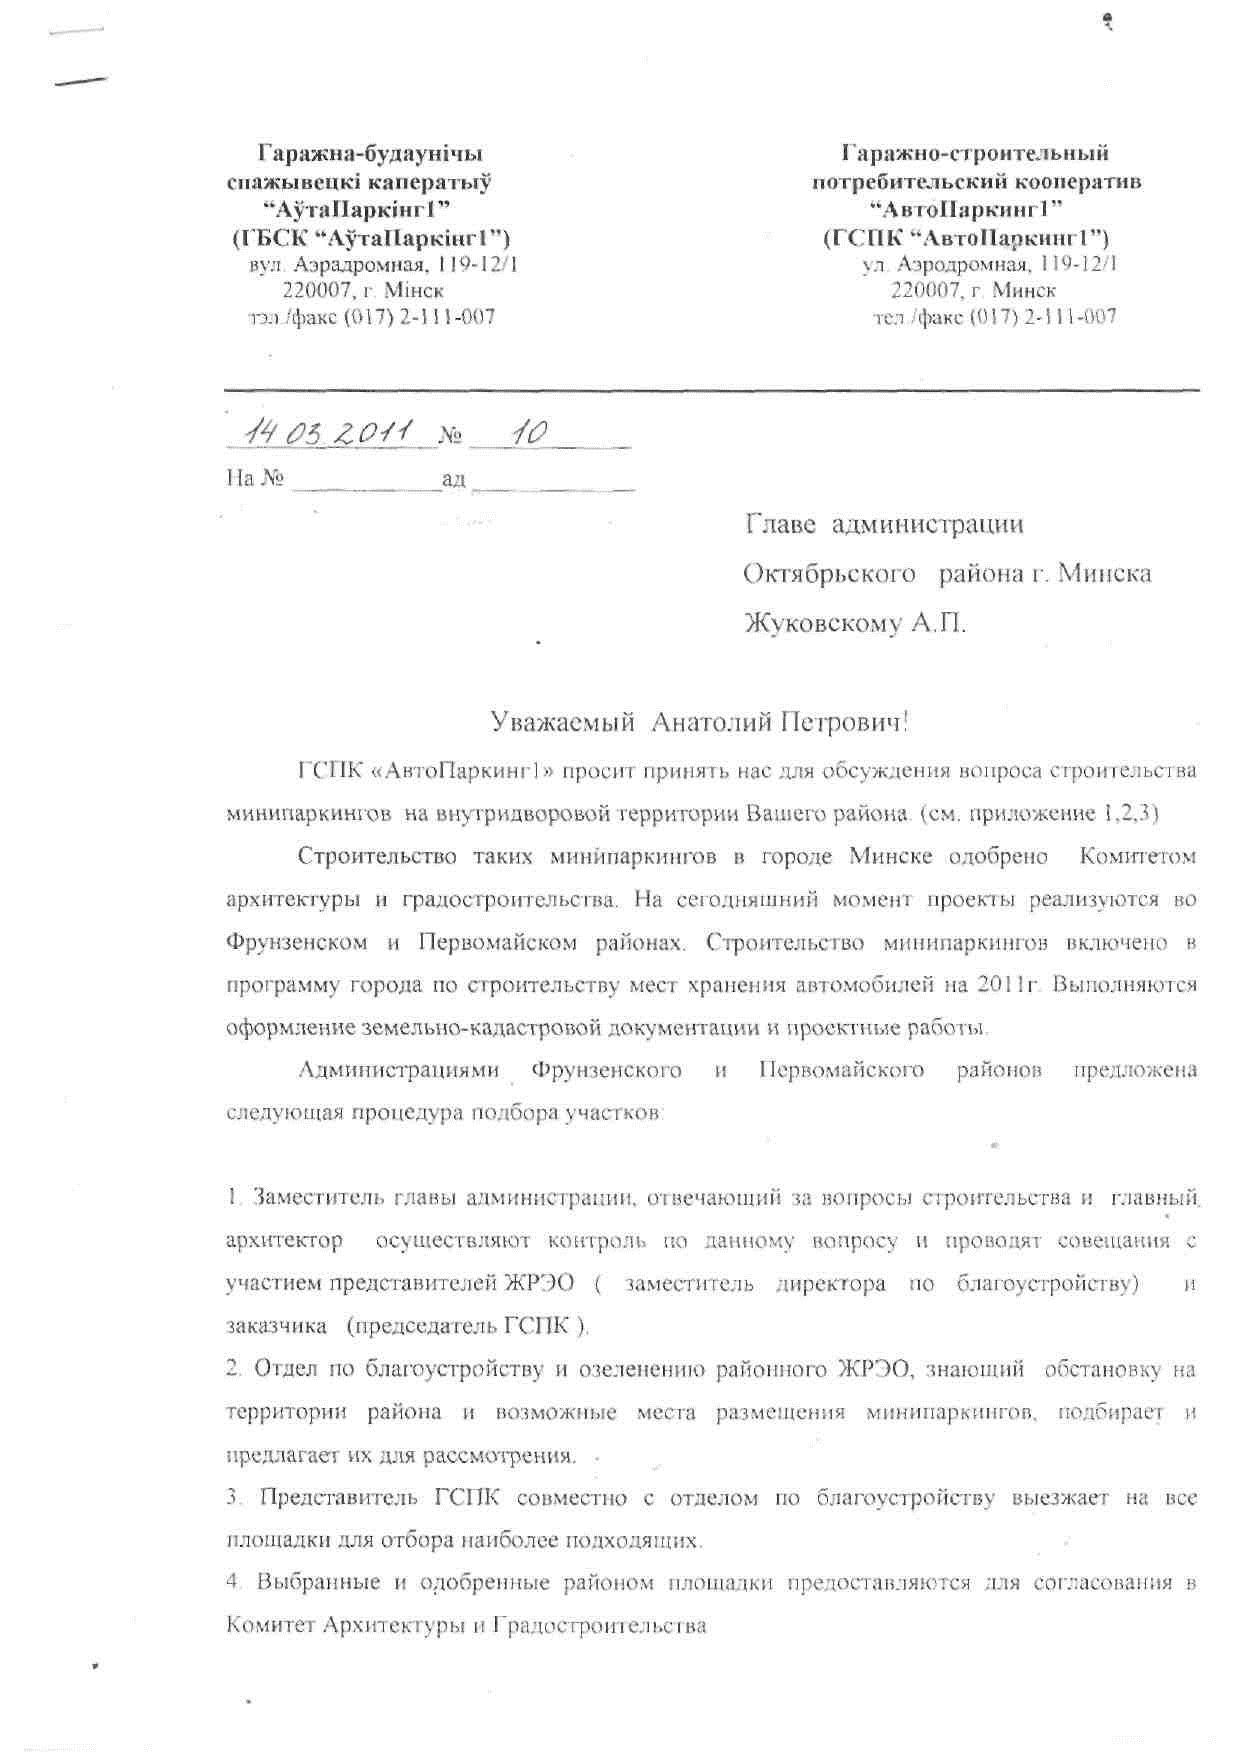 Гаражна-будаунічы
спажывецкі каператыў
“АўтаПаркінг1”
(ГБСК “АўтаПаркінг1”)
вул. Аэрадромная, 119-12/1
220007, г. Мінск
тэл./факс (017) 2-111-007
Гаражно-строительный
потребительский кооператив
“АвтоПаркинг1”
(ГСПК “АвтоПаркинг1”)
ул. Аэродромная, 119-12/1
220007, г. Минск
тел./факс (017) 2-111-007
14 03 2011 № 10
На № ____________ад _____________
Главе администрации
Октябрьского района г. Минска
Жуковскому А.П.
Уважаемый Анатолий Петрович!
ГСПК «АвтоПаркинг1» просит принять нас для обсуждения вопроса строительства
минипаркингов на внутридворовой территории Вашего района. (см. приложение 1,2,3)
Строительство таких минипаркингов в городе Минске одобрено Комитетом
архитектуры и градостроительства. На сегодняшний момент проекты реализуются во
Фрунзенском и Первомайском районах. Строительство минипаркингов включено в
программу города по строительству мест хранения автомобилей на 2011г. Выполняются
оформление земельно-кадастровой документации и проектные работы.
Администрациями Фрунзенского и Первомайского районов предложена
следующая процедура подбора участков:
1. Заместитель главы администрации, отвечающий за вопросы строительства и главный
архитектор осуществляют контроль по данному вопросу и проводят совещания с
участием представителей ЖРЭО ( заместитель директора по благоустройству) и
заказчика (председатель ГСПК ).
2. Отдел по благоустройству и озеленению районного ЖРЭО, знающий обстановку на
территории района и возможные места размещения минипаркингов, подбирает и
предлагает их для рассмотрения.
3. Представитель ГСПК совместно с отделом по благоустройству выезжает на все
площадки для отбора наиболее подходящих.
4. Выбранные и одобренные районом площадки предоставляются для согласования в
Комитет Архитектуры и Градостроительства